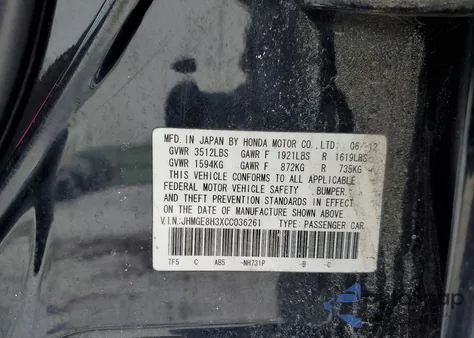 MFD. IN JAPAN BY HONDA MOTOR CO., LTD. 06/12
GVWR 3512LBS GAWR F 1921LBS R 1619LBS
GVWR 1594KG GAWR F 872KG R 735KG
THIS VEHICLE CONFORMS TO ALL APPLICABLE
FEDERAL MOTOR VEHICLE SAFETY, BUMPER,
AND THEFT PREVENTION STANDARDS IN EFFECT
ON THE DATE OF MANUFACTURE SHOWN ABOVE.
V.I.N.: JHMGE8H3XCC036261 TYPE: PASSENGER CAR
TF5 C AB5 -NH731P -B -C